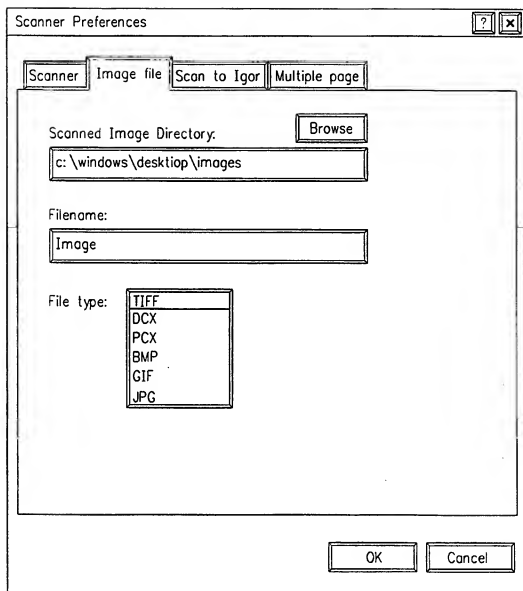 Scanner Preferences ? x
Scanner Image file Scan to Igor Multiple page
Scanned Image Directory: Browse
c:\windows\desktiop\images
Filename:
Image
File type: TIFF
DCX
PCX
BMP
GIF
JPG
OK Cancel